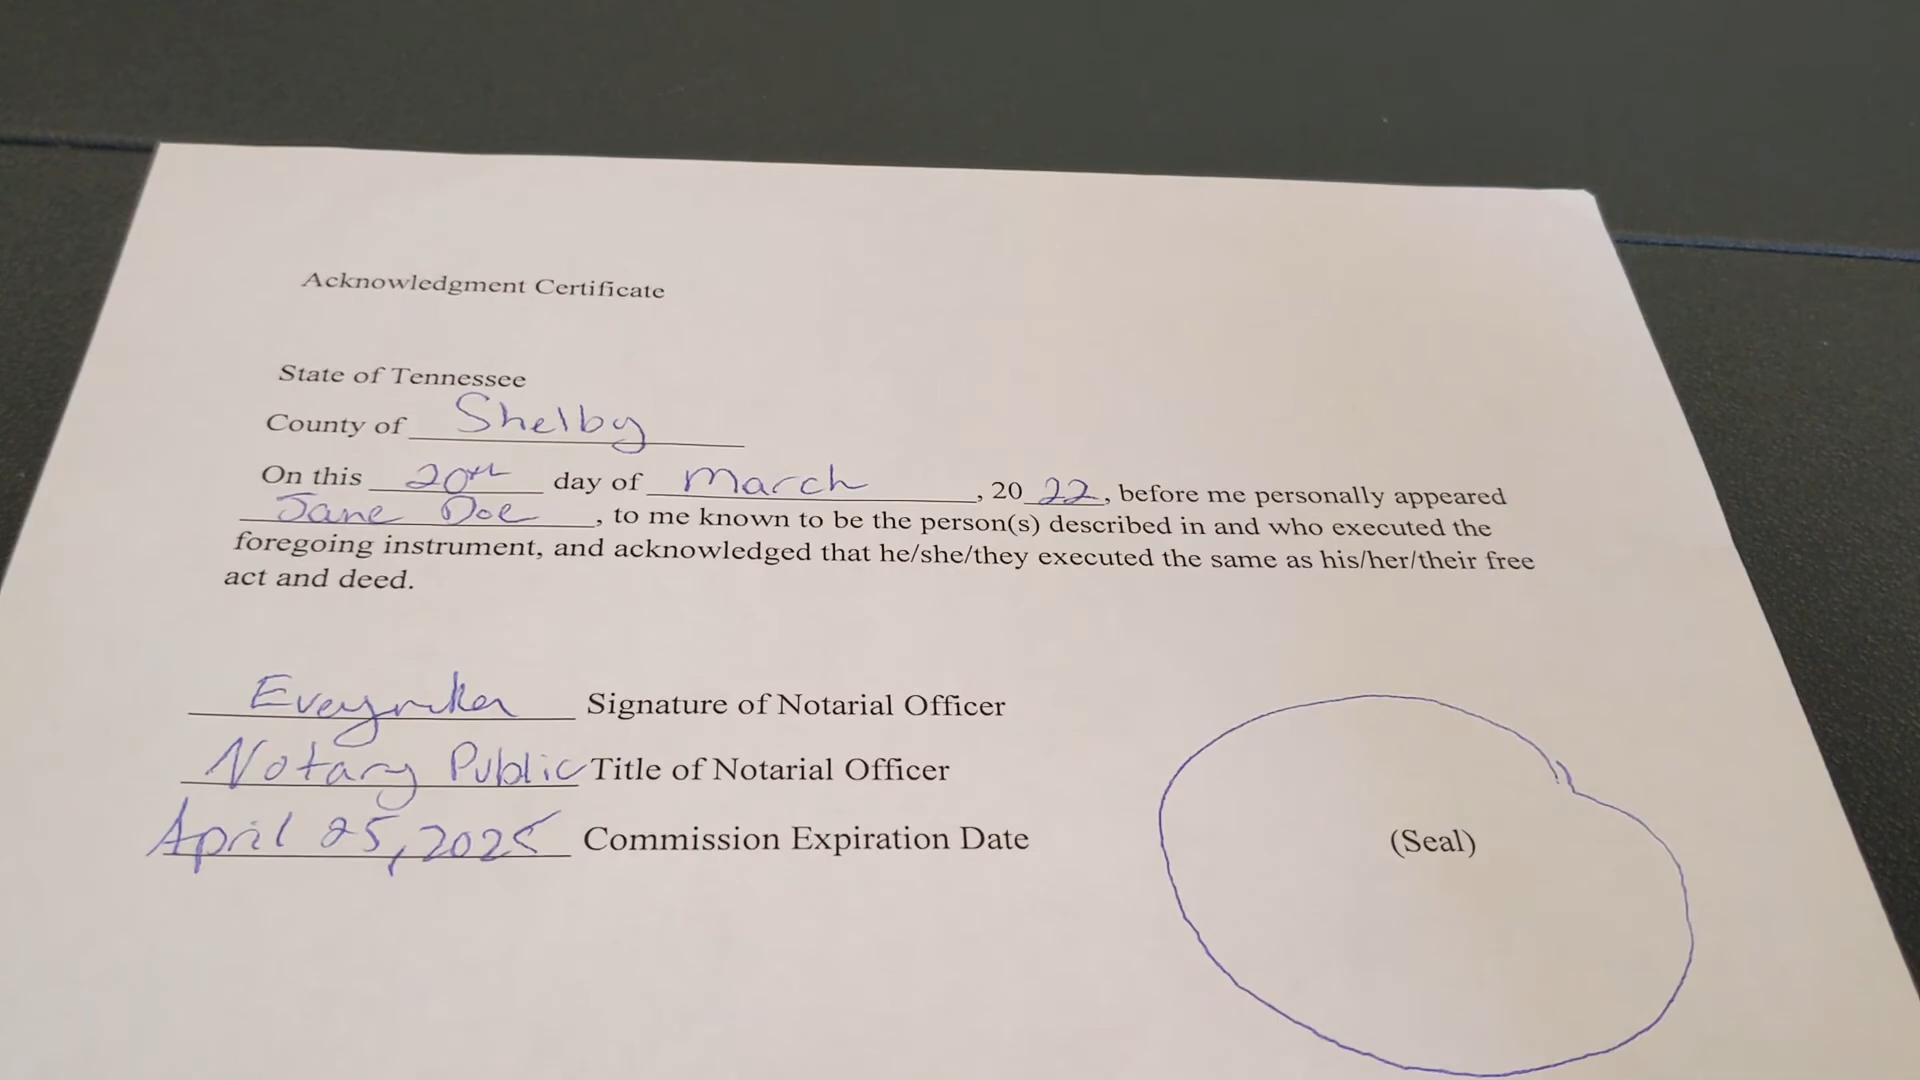 Acknowledgment Certificate
State of Tennessee
County of Shelby
On this 20th day of March, 2022, before me personally appeared
Jane Doe, to me known to be the person(s) described in and who executed the
foregoing instrument, and acknowledged that he/she/they executed the same as his/her/their free
act and deed.
Signature of Notarial Officer
Notary Public Title of Notarial Officer
April 25, 2025 Commission Expiration Date
(Seal)